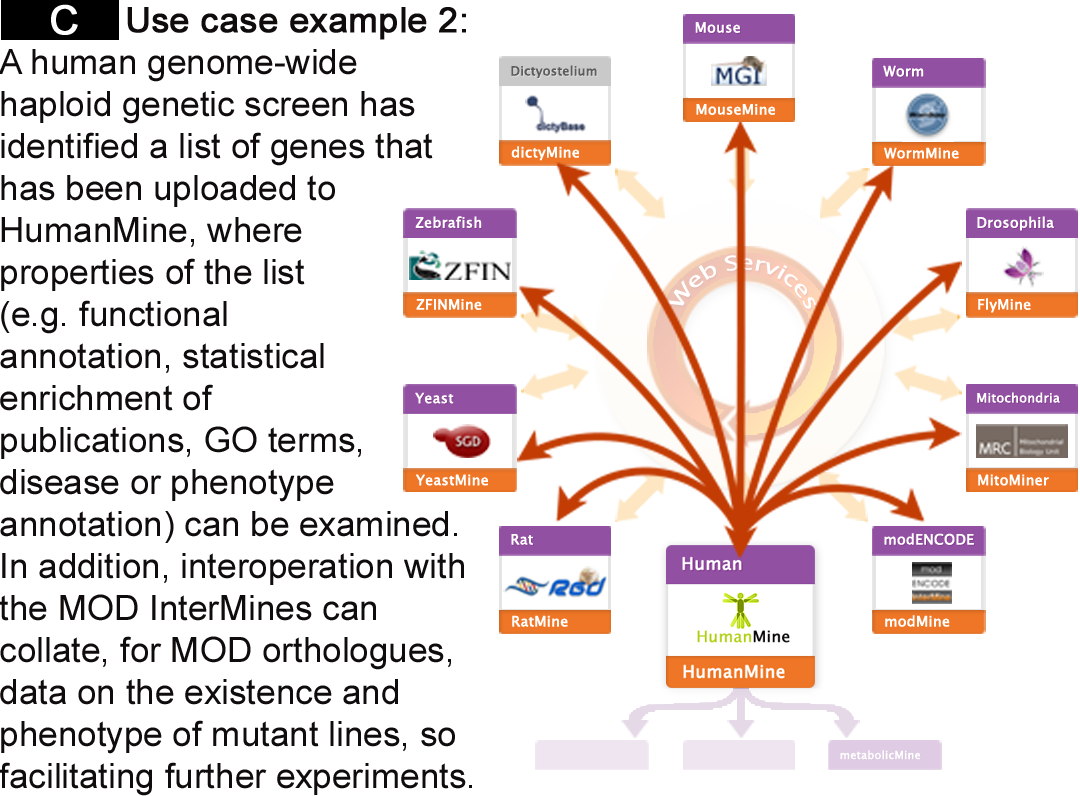 C Use case example 2:
A human genome-wide
haploid genetic screen has
identified a list of genes that
has been uploaded to
HumanMine, where
properties of the list
(e.g. functional
annotation, statistical
enrichment of
publications, GO terms,
disease or phenotype
annotation) can be examined.
In addition, interoperation with
the MOD InterMines can
collate, for MOD orthologues,
data on the existence and
phenotype of mutant lines, so
facilitating further experiments.
Mouse
MGI
MouseMine
Dictyostelium
dictyBase
dictyMine
Worm
WormMine
Zebrafish
ZFIN
ZFINMine
Drosophila
FlyMine
Web Services
Yeast
SGD
YeastMine
Mitochondria
MRC Mitochondrial
Biology Unit
MitoMiner
Rat
RGD
RatMine
modENCODE
mod
ENCODE
InterMine
modMine
Human
HumanMine
HumanMine
metabolicMine